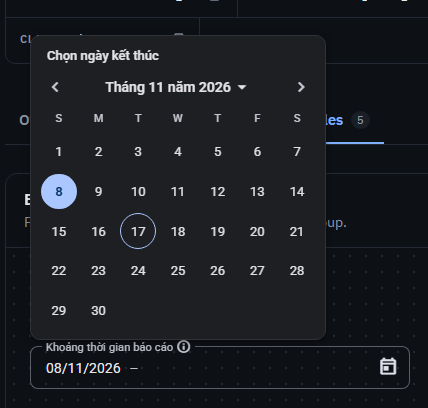 Chọn ngày kết thúc
Tháng 11 năm 2026
S M T W T F S
1 2 3 4 5 6 7
8 9 10 11 12 13 14
15 16 17 18 19 20 21
22 23 24 25 26 27 28
29 30
5
Khoảng thời gian báo cáo
08/11/2026 –